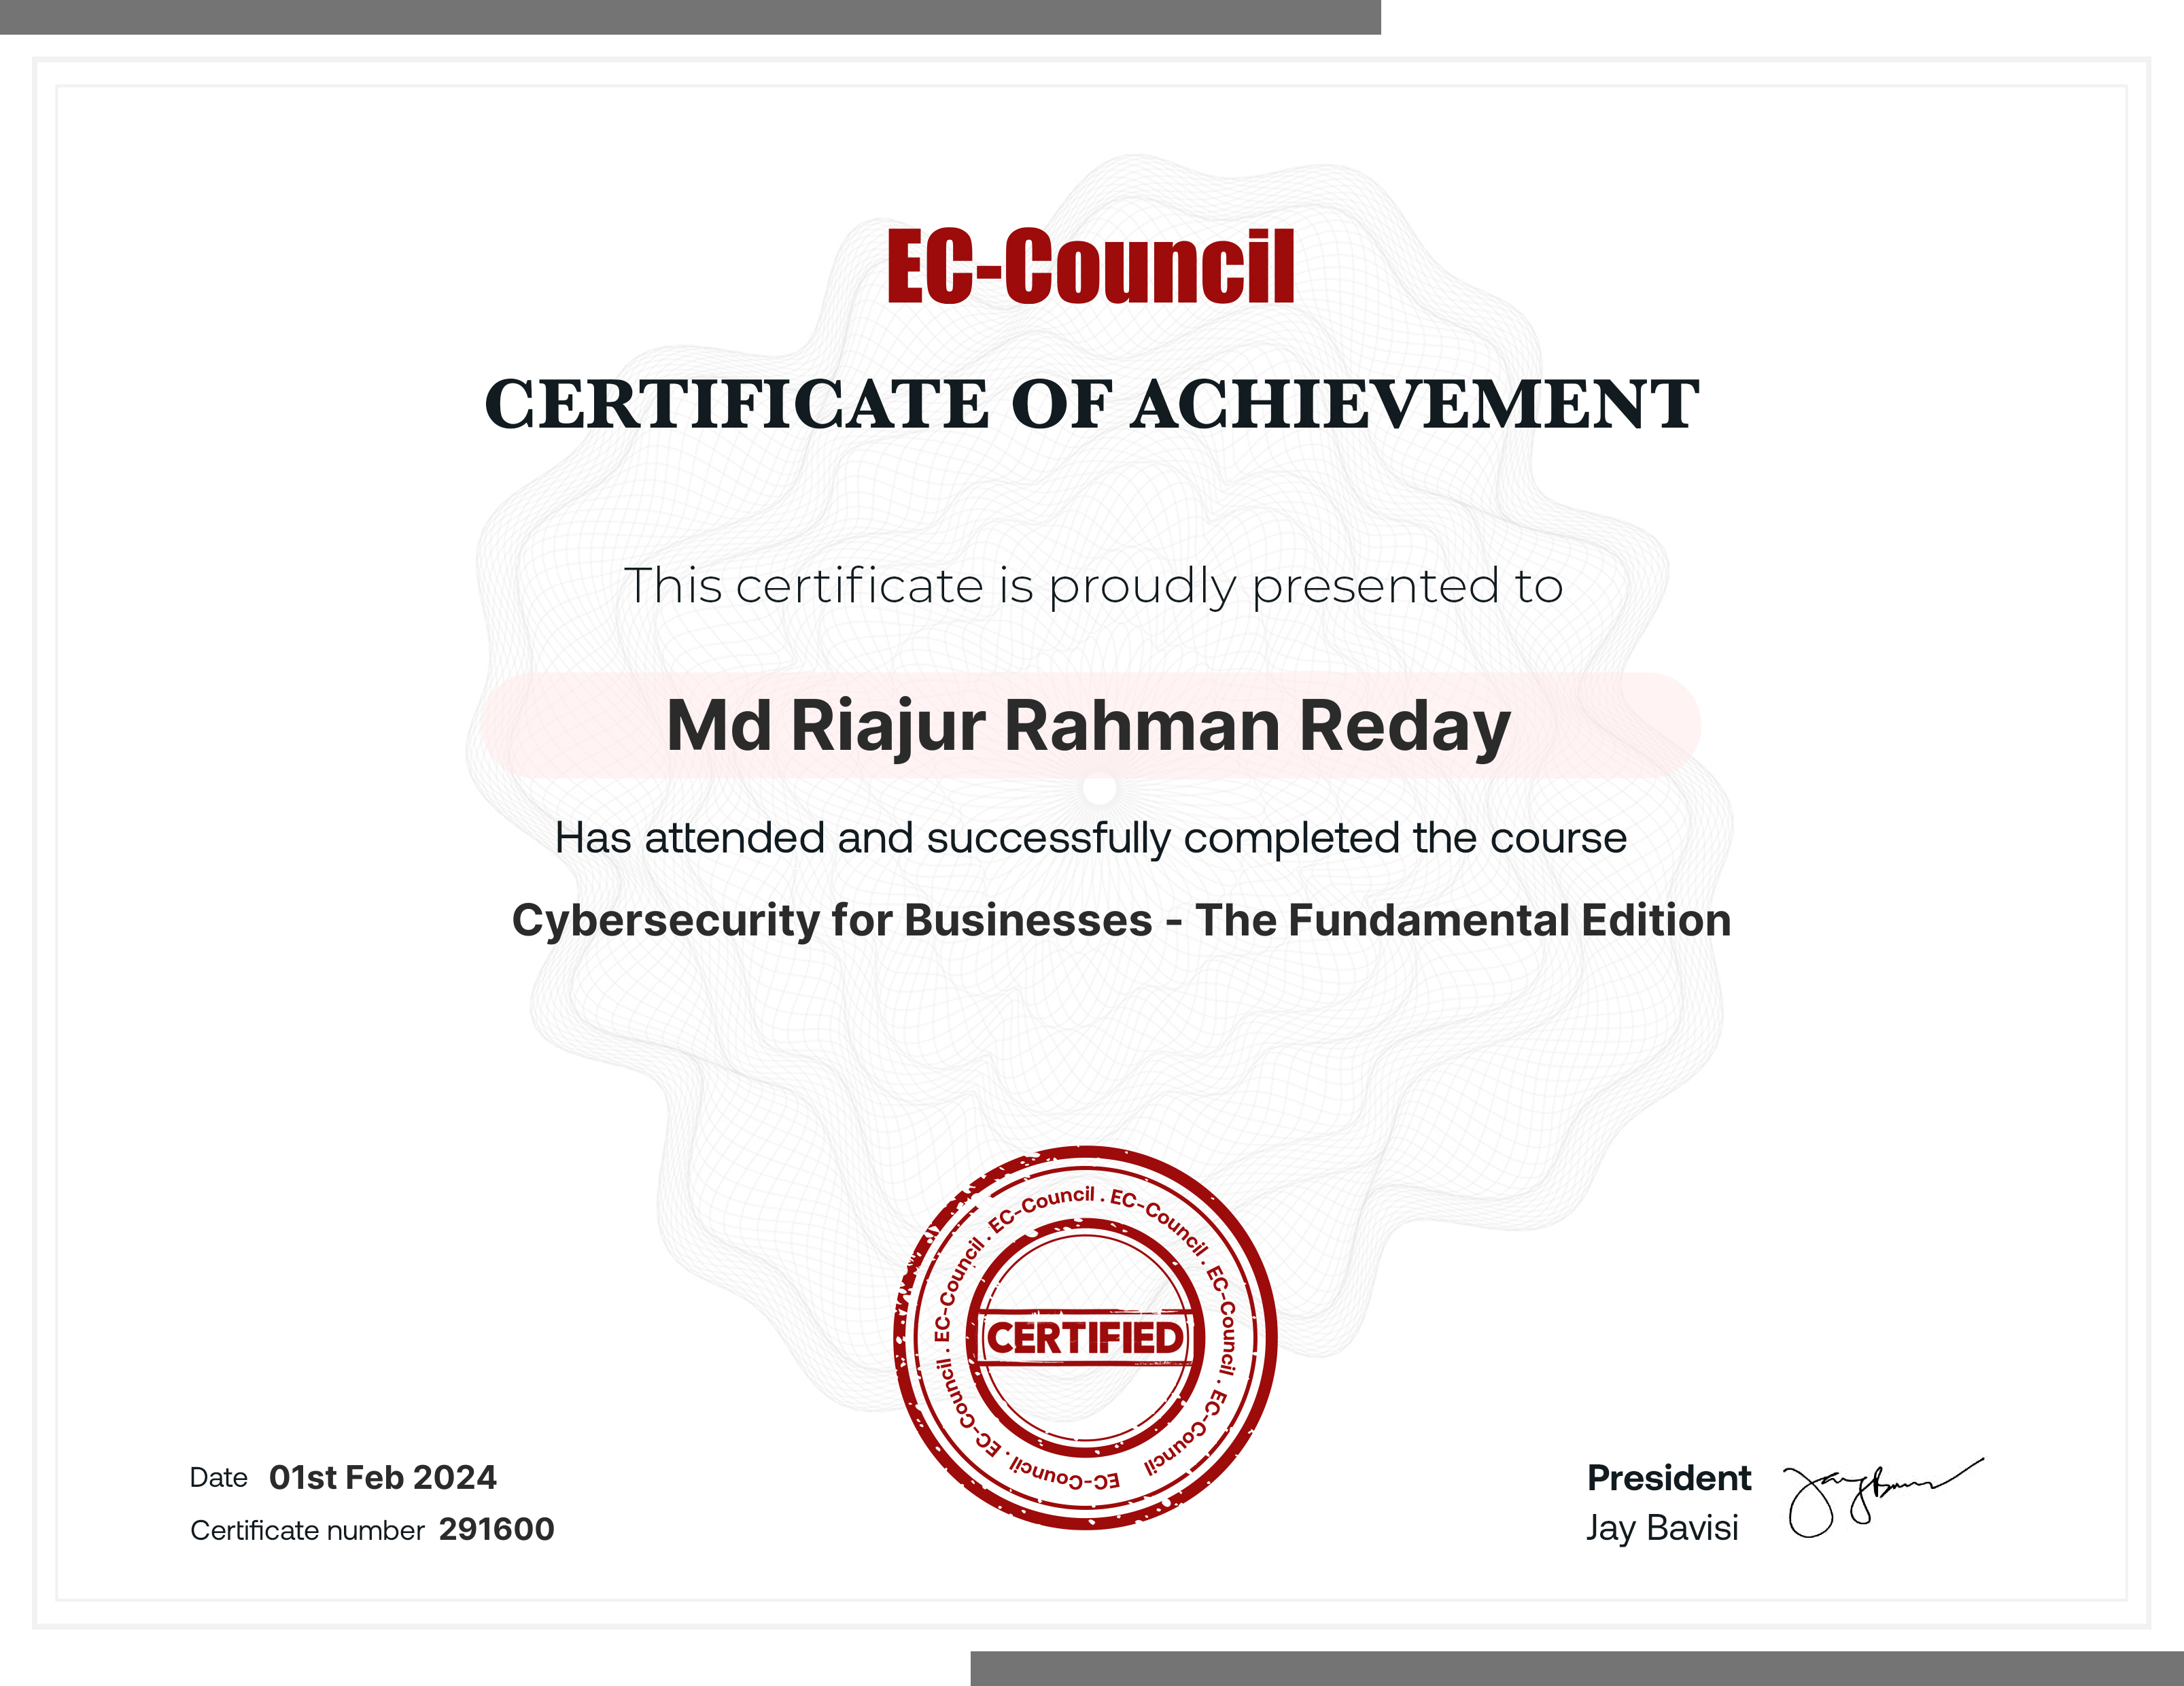 EC-Council
CERTIFICATE OF ACHIEVEMENT
This certificate is proudly presented to
Md Riajur Rahman Reday
Has attended and successfully completed the course
Cybersecurity for Businesses - The Fundamental Edition
EC-Council . EC-Council . EC-Council . EC-Council . EC-Council . EC-Council . EC-Council
CERTIFIED
Date 01st Feb 2024
Certificate number 291600
President
Jay Bavisi